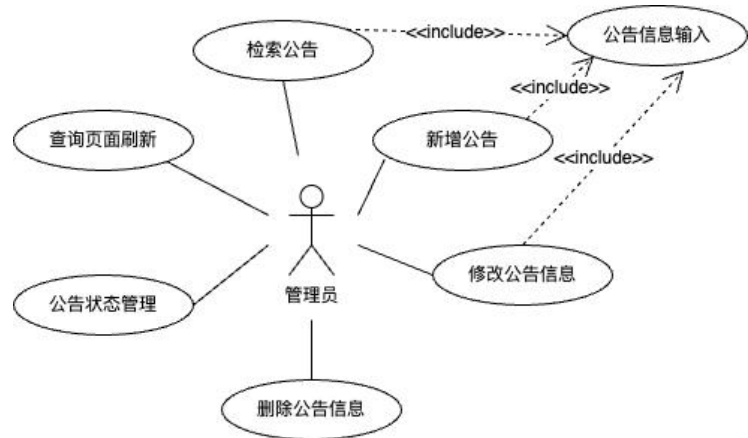 检索公告
<<include>>
公告信息输入
<<include>>
查询页面刷新
新增公告
<<include>>
修改公告信息
公告状态管理
管理员
删除公告信息